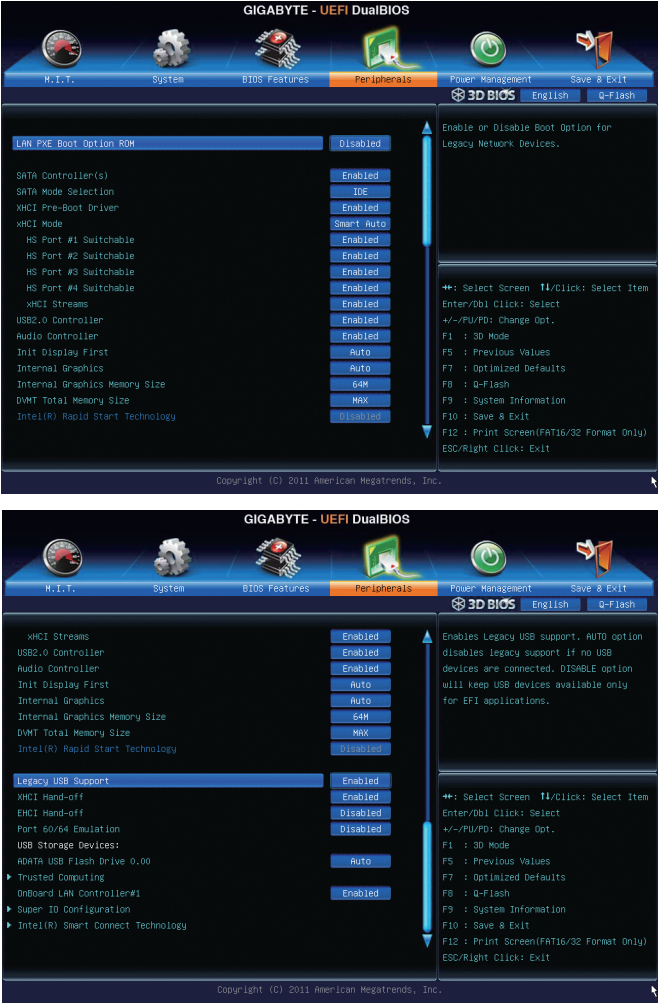 GIGABYTE - UEFI DualBIOS
M.I.T. System BIOS Features Peripherals Power Management Save & Exit
3D BIOS English Q-Flash
LAN PXE Boot Option ROM Disabled
SATA Controller(s) Enabled
SATA Mode Selection IDE
XHCI Pre-Boot Driver Enabled
xHCI Mode Smart Auto
HS Port #1 Switchable Enabled
HS Port #2 Switchable Enabled
HS Port #3 Switchable Enabled
HS Port #4 Switchable Enabled
xHCI Streams Enabled
USB2.0 Controller Enabled
Audio Controller Enabled
Init Display First Auto
Internal Graphics Auto
Internal Graphics Memory Size 64M
DVMT Total Memory Size MAX
Intel(R) Rapid Start Technology Disabled
Enable or Disable Boot Option for
Legacy Network Devices.
→←: Select Screen ↑↓/Click: Select Item
Enter/Dbl Click: Select
+/-/PU/PD: Change Opt.
F1 : 3D Mode
F5 : Previous Values
F7 : Optimized Defaults
F8 : Q-Flash
F9 : System Information
F10 : Save & Exit
F12 : Print Screen(FAT16/32 Format Only)
ESC/Right Click: Exit
Copyright (C) 2011 American Megatrends, Inc.
GIGABYTE - UEFI DualBIOS
M.I.T. System BIOS Features Peripherals Power Management Save & Exit
3D BIOS English Q-Flash
xHCI Streams Enabled
USB2.0 Controller Enabled
Audio Controller Enabled
Init Display First Auto
Internal Graphics Auto
Internal Graphics Memory Size 64M
DVMT Total Memory Size MAX
Intel(R) Rapid Start Technology Disabled
Legacy USB Support Enabled
XHCI Hand-off Enabled
EHCI Hand-off Disabled
Port 60/64 Emulation Disabled
USB Storage Devices:
ADATA USB Flash Drive 0.00 Auto
Trusted Computing
OnBoard LAN Controller#1 Enabled
Super IO Configuration
Intel(R) Smart Connect Technology
Enables Legacy USB support. AUTO option
disables legacy support if no USB
devices are connected. DISABLE option
will keep USB devices available only
for EFI applications.
→←: Select Screen ↑↓/Click: Select Item
Enter/Dbl Click: Select
+/-/PU/PD: Change Opt.
F1 : 3D Mode
F5 : Previous Values
F7 : Optimized Defaults
F8 : Q-Flash
F9 : System Information
F10 : Save & Exit
F12 : Print Screen(FAT16/32 Format Only)
ESC/Right Click: Exit
Copyright (C) 2011 American Megatrends, Inc.